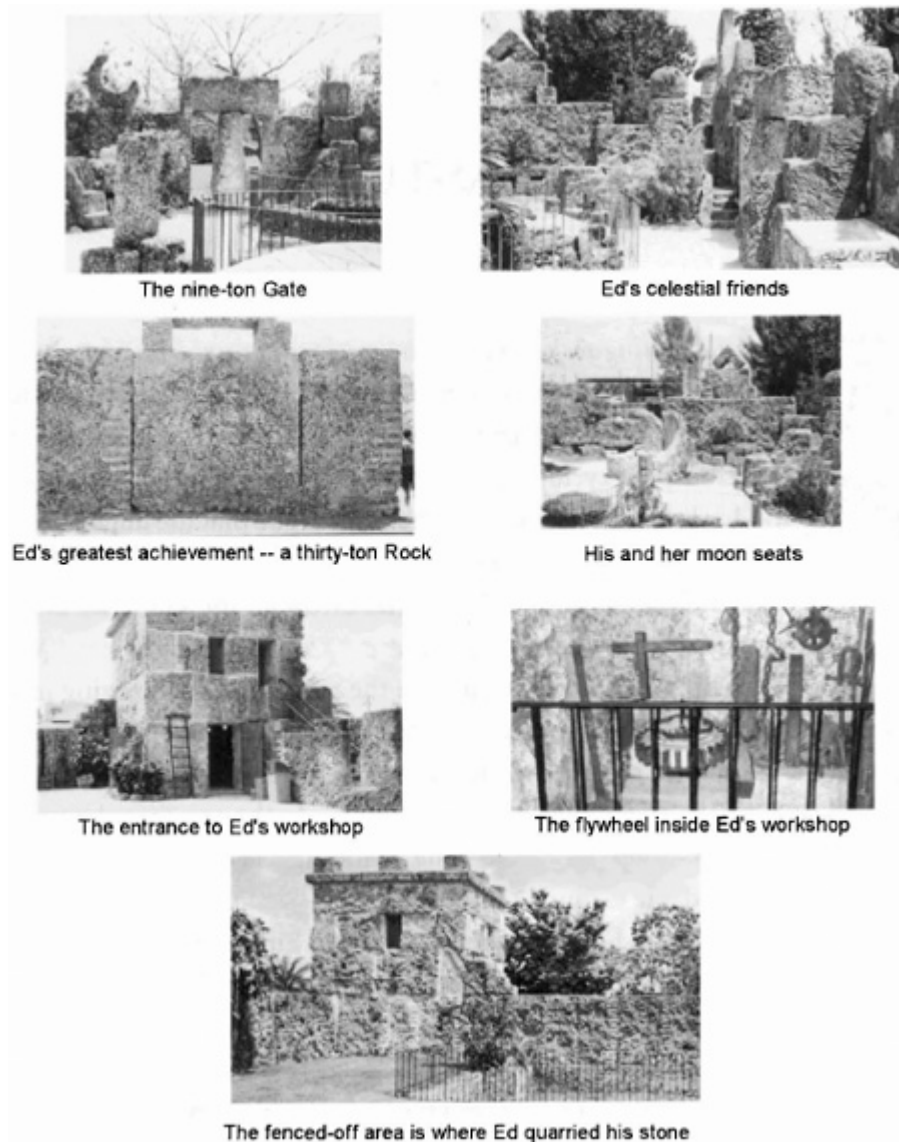 The nine-ton Gate
Ed's celestial friends
Ed's greatest achievement -- a thirty-ton Rock
His and her moon seats
The entrance to Ed's workshop
The flywheel inside Ed's workshop
The fenced-off area is where Ed quarried his stone